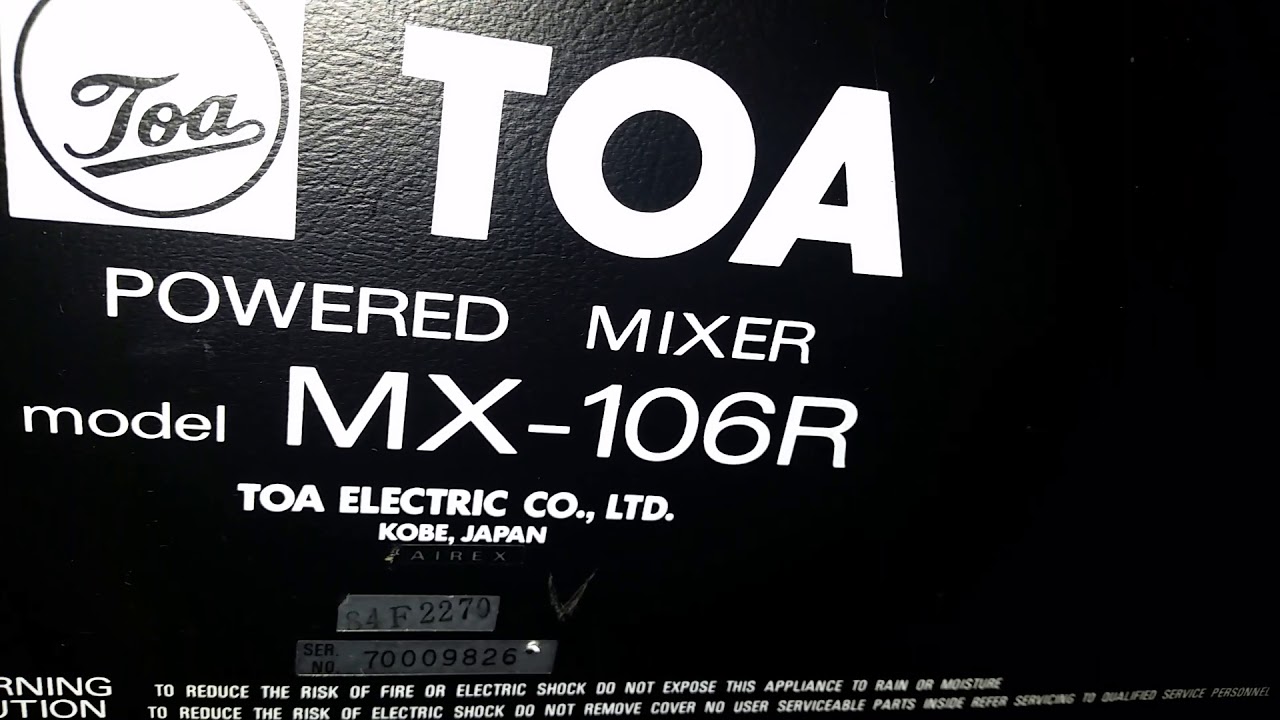 Toa
TOA
POWERED MIXER
model MX-106R
TOA ELECTRIC CO., LTD.
KOBE, JAPAN
AIREX
S4F2270
SER. NO. 70009826
RNING TO REDUCE THE RISK OF FIRE OR ELECTRIC SHOCK DO NOT EXPOSE THIS APPLIANCE TO RAIN OR MOISTURE
UTION TO REDUCE THE RISK OF ELECTRIC SHOCK DO NOT REMOVE COVER NO USER SERVICEABLE PARTS INSIDE REFER SERVICING TO QUALIFIED SERVICE PERSONNEL